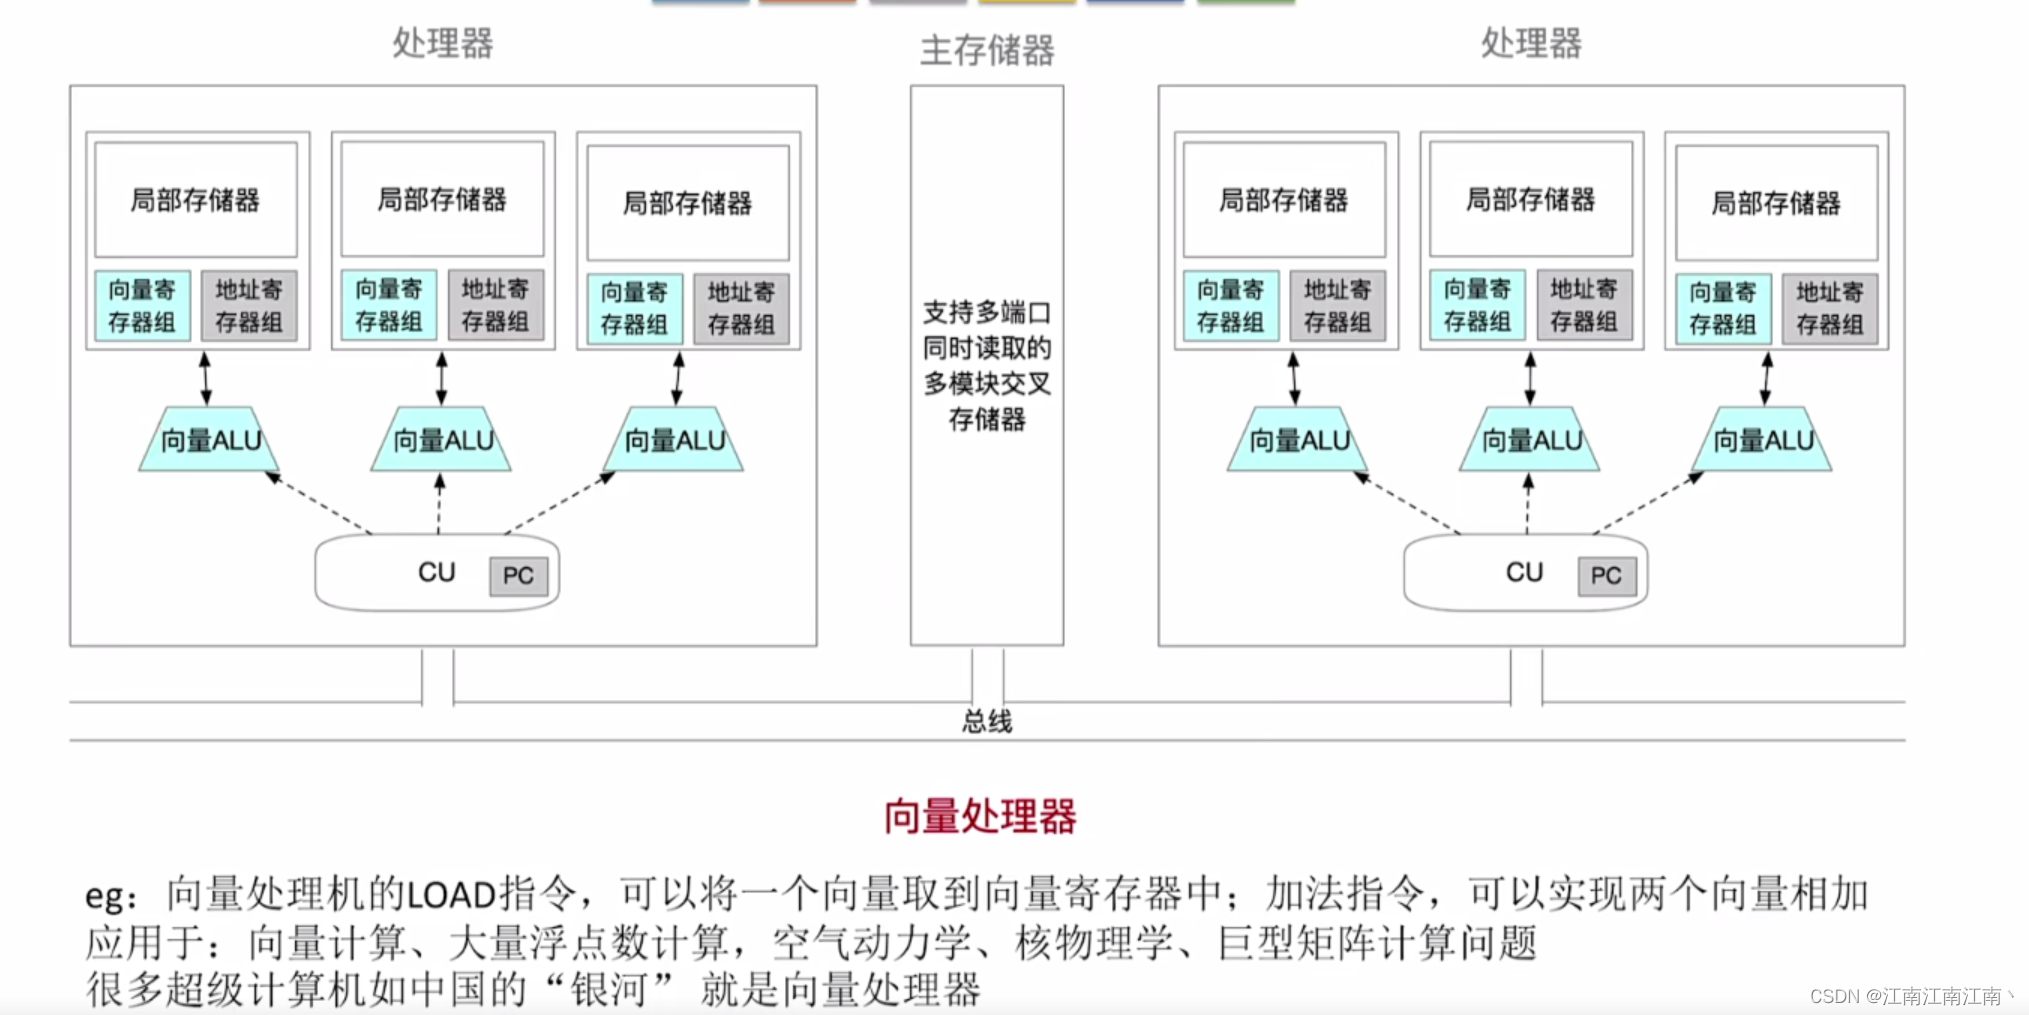 处理器
主存储器
处理器
局部存储器
局部存储器
局部存储器
向量寄
存器组
地址寄
存器组
向量寄
存器组
地址寄
存器组
向量寄
存器组
地址寄
存器组
向量ALU
向量ALU
向量ALU
CU
PC
支持多端口
同时读取的
多模块交叉
存储器
局部存储器
局部存储器
局部存储器
向量寄
存器组
地址寄
存器组
向量寄
存器组
地址寄
存器组
向量寄
存器组
地址寄
存器组
向量ALU
向量ALU
向量ALU
CU
PC
总线
向量处理器
eg：向量处理机的LOAD指令，可以将一个向量取到向量寄存器中；加法指令，可以实现两个向量相加
应用于：向量计算、大量浮点数计算，空气动力学、核物理学、巨型矩阵计算问题
很多超级计算机如中国的“银河”就是向量处理器
CSDN @江南江南江南丶